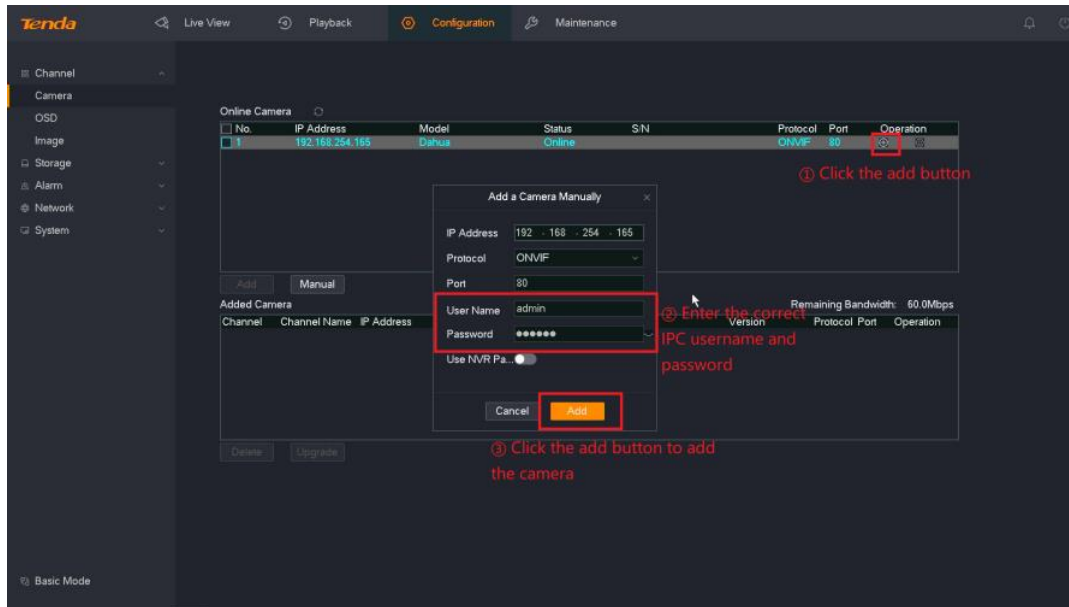 Tenda Live View Playback Configuration Maintenance
Channel
Camera
OSD
Image
Storage
Alarm
Network
System
Online Camera
No. IP Address Model Status S/N Protocol Port Operation
1 192.168.254.165 Dahua Online ONVIF 80
① Click the add button
Add a Camera Manually
IP Address 192 . 168 . 254 . 165
Protocol ONVIF
Port 80
User Name admin
Password ●●●●●●
Use NVR Pa...
Cancel Add
② Enter the correct
IPC username and
password
Add Manual
Added Camera Remaining Bandwidth: 60.0Mbps
Channel Channel Name IP Address Version Protocol Port Operation
Delete Upgrade
③ Click the add button to add
the camera
Basic Mode